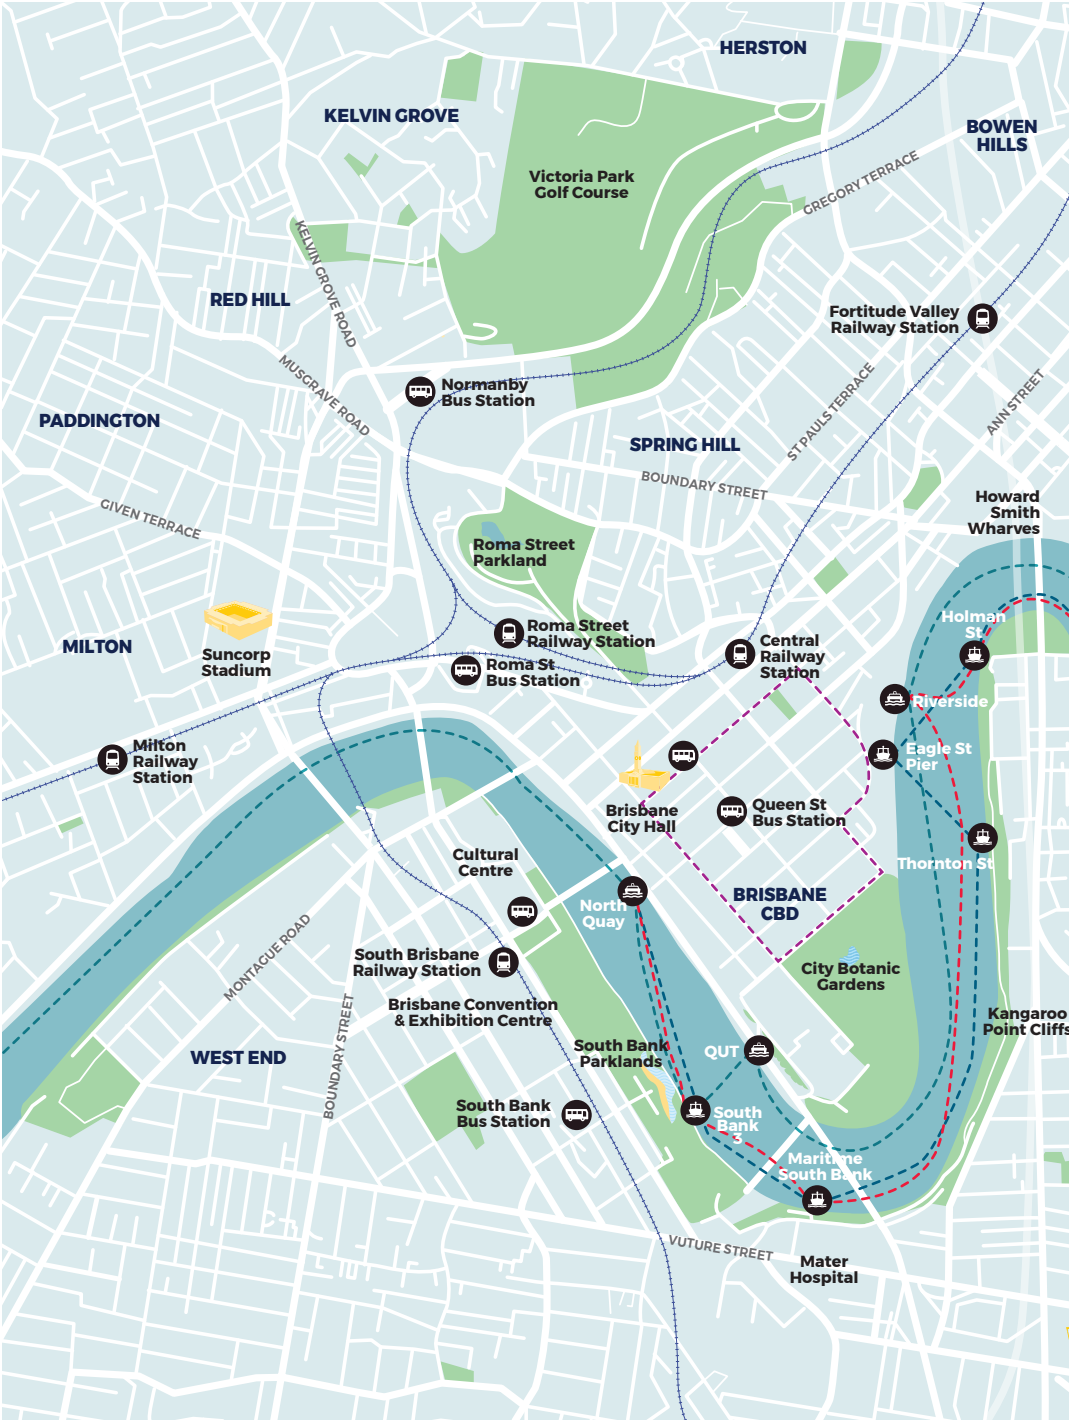 HERSTON
KELVIN GROVE
BOWEN
HILLS
Victoria Park
Golf Course
GREGORY TERRACE
KELVIN GROVE ROAD
RED HILL
Fortitude Valley
Railway Station
MUSGRAVE ROAD
Normanby
Bus Station
ST PAULS TERRACE
ANN STREET
PADDINGTON
SPRING HILL
BOUNDARY STREET
GIVEN TERRACE
Howard
Smith
Wharves
Roma Street
Parkland
Holman
St
MILTON
Suncorp
Stadium
Roma Street
Railway Station
Roma St
Bus Station
Central
Railway
Station
Riverside
Milton
Railway
Station
Eagle St
Pier
Brisbane
City Hall
Queen St
Bus Station
Thornton St
Cultural
Centre
BRISBANE
CBD
North
Quay
MONTAGUE ROAD
South Brisbane
Railway Station
City Botanic
Gardens
Brisbane Convention
& Exhibition Centre
Kangaroo
Point Cliffs
BOUNDARY STREET
WEST END
South Bank
Parklands
QUT
South Bank
Bus Station
South
Bank
3
Maritime
South Bank
VUTURE STREET
Mater
Hospital